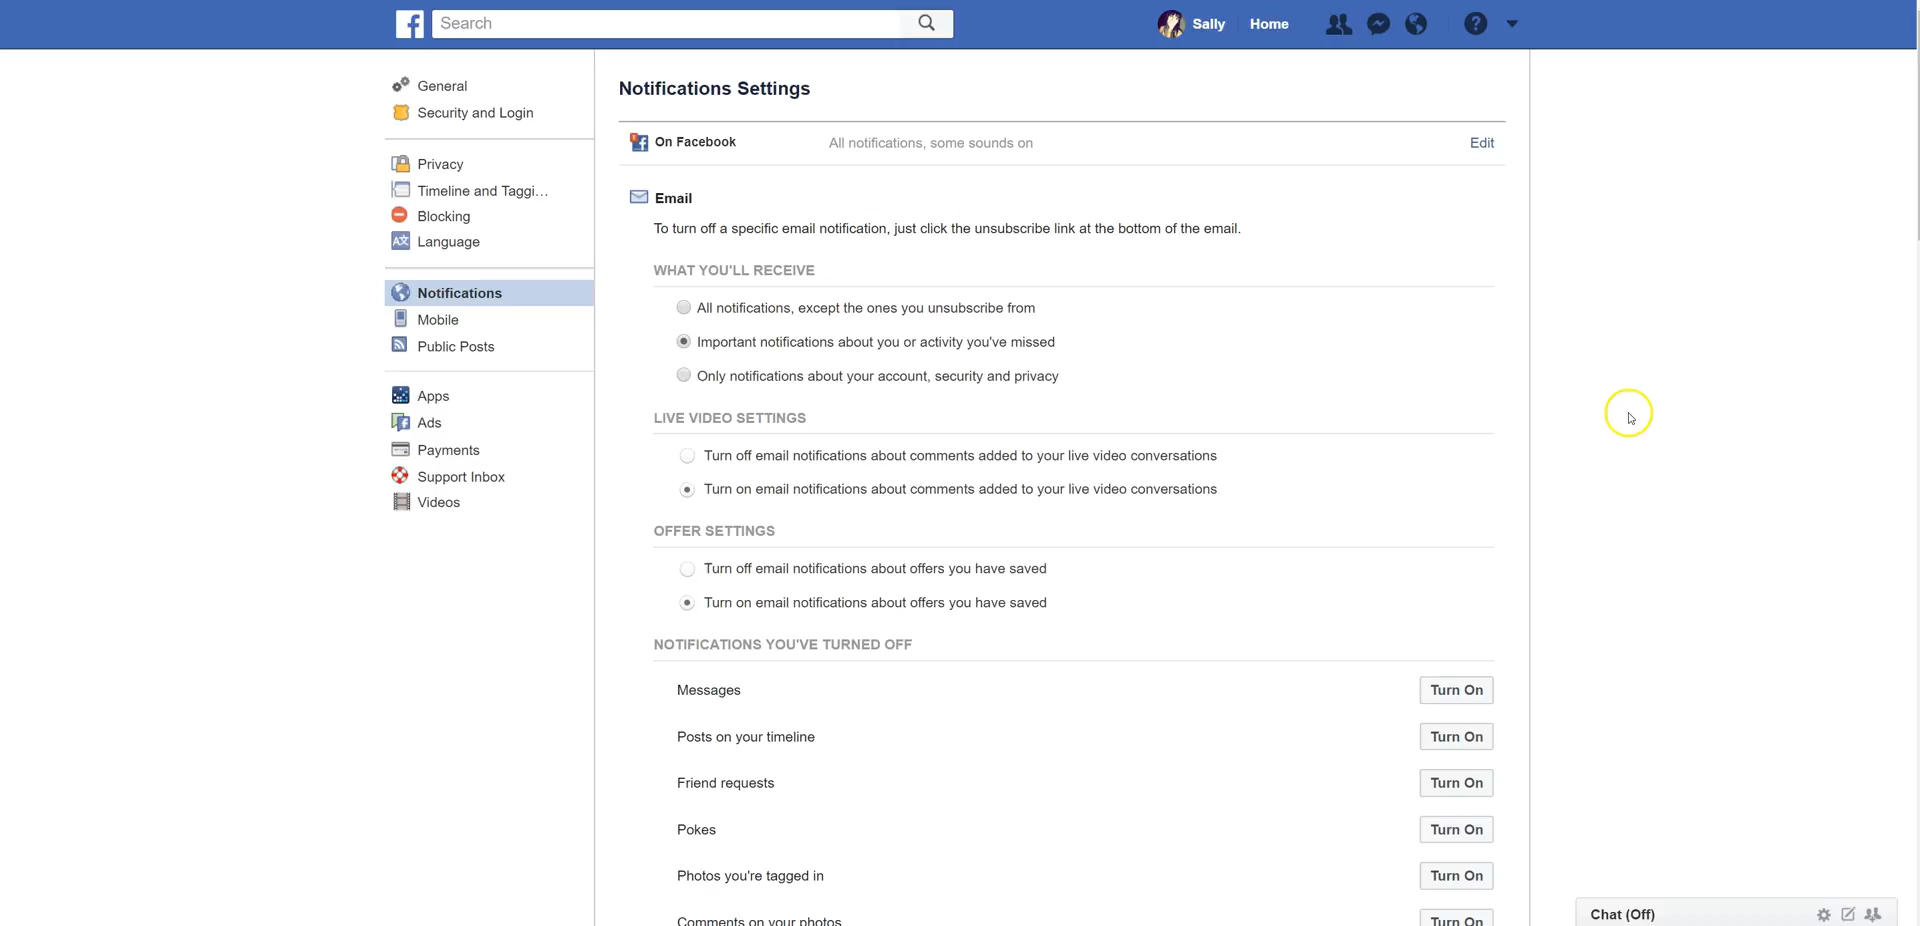 Search
Sally
Home
General
Security and Login
Privacy
Timeline and Taggi...
Blocking
Language
Notifications
Mobile
Public Posts
Apps
Ads
Payments
Support Inbox
Videos
Notifications Settings
On Facebook All notifications, some sounds on Edit
Email
To turn off a specific email notification, just click the unsubscribe link at the bottom of the email.
WHAT YOU'LL RECEIVE
All notifications, except the ones you unsubscribe from
Important notifications about you or activity you've missed
Only notifications about your account, security and privacy
LIVE VIDEO SETTINGS
Turn off email notifications about comments added to your live video conversations
Turn on email notifications about comments added to your live video conversations
OFFER SETTINGS
Turn off email notifications about offers you have saved
Turn on email notifications about offers you have saved
NOTIFICATIONS YOU'VE TURNED OFF
Messages Turn On
Posts on your timeline Turn On
Friend requests Turn On
Pokes Turn On
Photos you're tagged in Turn On
Comments on your photos Turn On
Chat (Off)